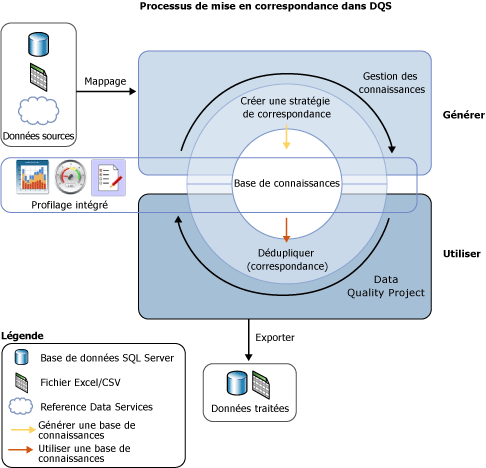 Processus de mise en correspondance dans DQS
Données sources
Mappage
Gestion des
connaissances
Créer une stratégie
de correspondance
Générer
Base de connaissances
Profilage intégré
Dédupliquer
(correspondance)
Utiliser
Data
Quality Project
Exporter
Données traitées
Légende
Base de données SQL Server
Fichier Excel/CSV
Reference Data Services
Générer une base de
connaissances
Utiliser une base de
connaissances